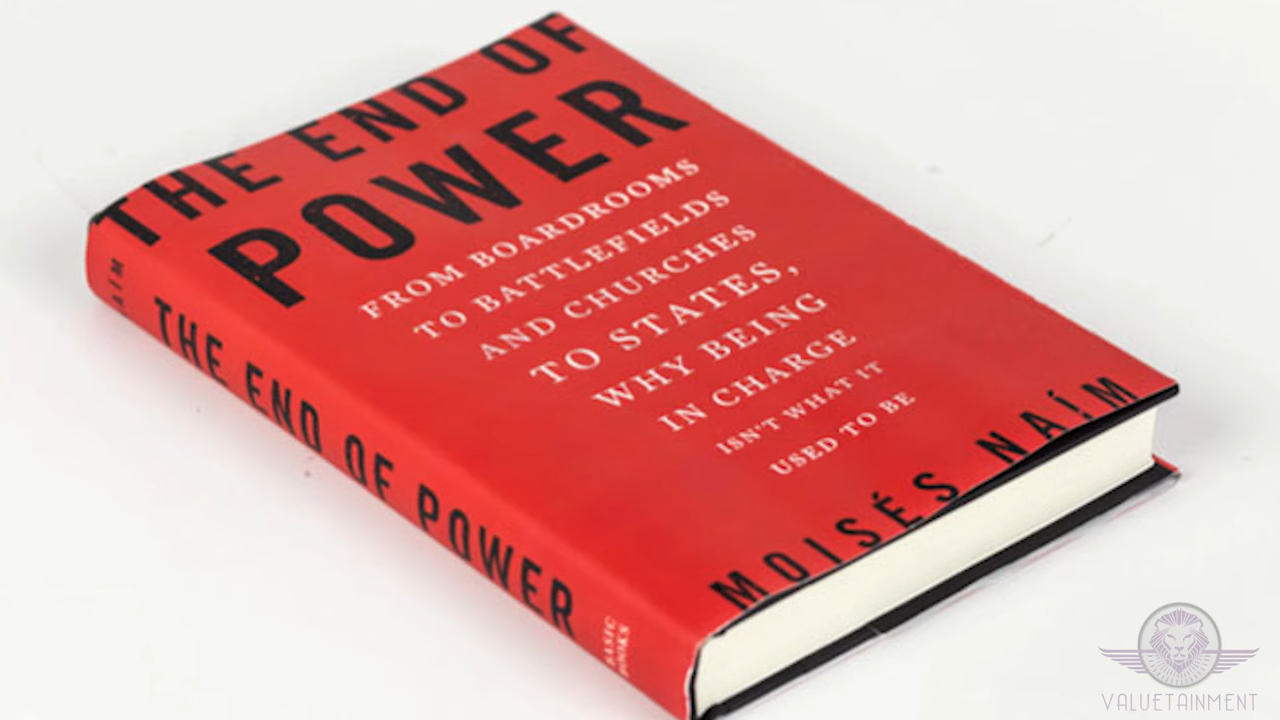 THE END OF
POWER
FROM BOARDROOMS
TO BATTLEFIELDS
AND CHURCHES
TO STATES,
WHY BEING
IN CHARGE
ISN'T WHAT IT
USED TO BE
MOISÉS NAÍM
THE END OF POWER
BASIC
BOOKS
VALUETAINMENT